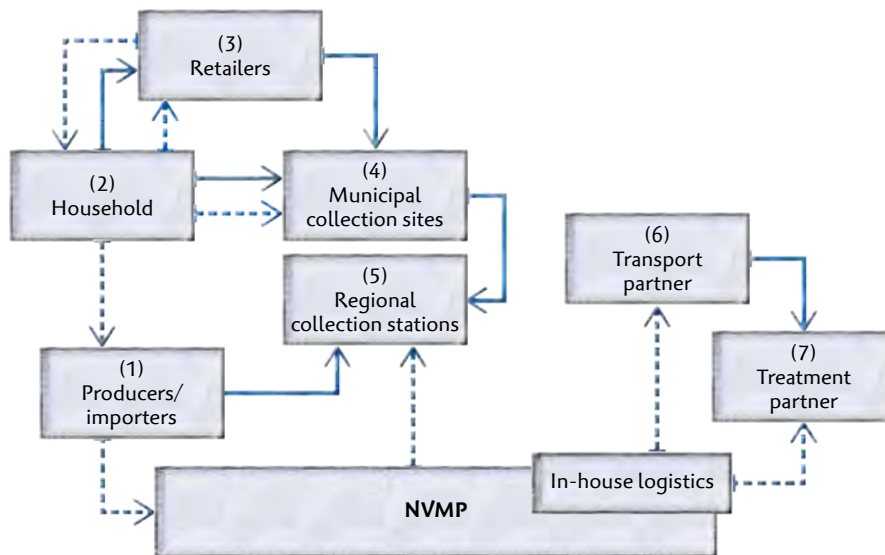 (3)
Retailers
(2)
Household
(4)
Municipal
collection sites
(5)
Regional
collection stations
(6)
Transport
partner
(1)
Producers/
importers
(7)
Treatment
partner
In-house logistics
NVMP